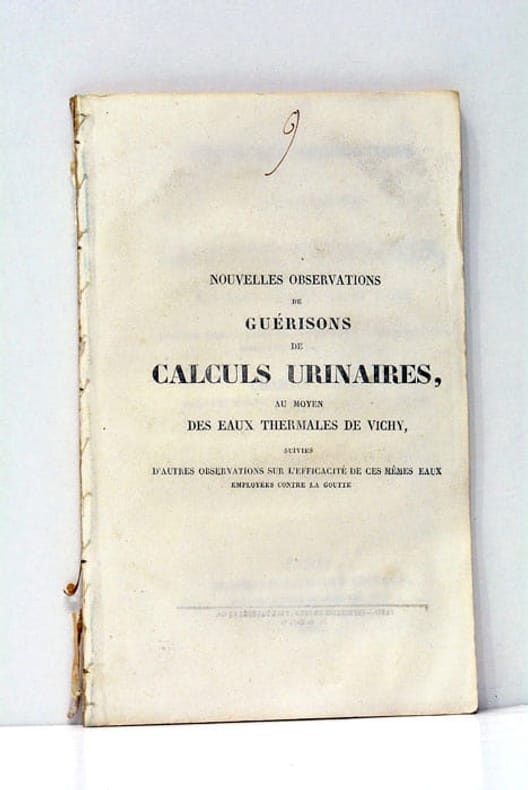 9
NOUVELLES OBSERVATIONS
DE
GUÉRISONS
DE
CALCULS URINAIRES,
AU MOYEN
DES EAUX THERMALES DE VICHY,
SUIVIES
D'AUTRES OBSERVATIONS SUR L'EFFICACITÉ DE CES MÊMES EAUX
EMPLOYÉES CONTRE LA GOUTTE